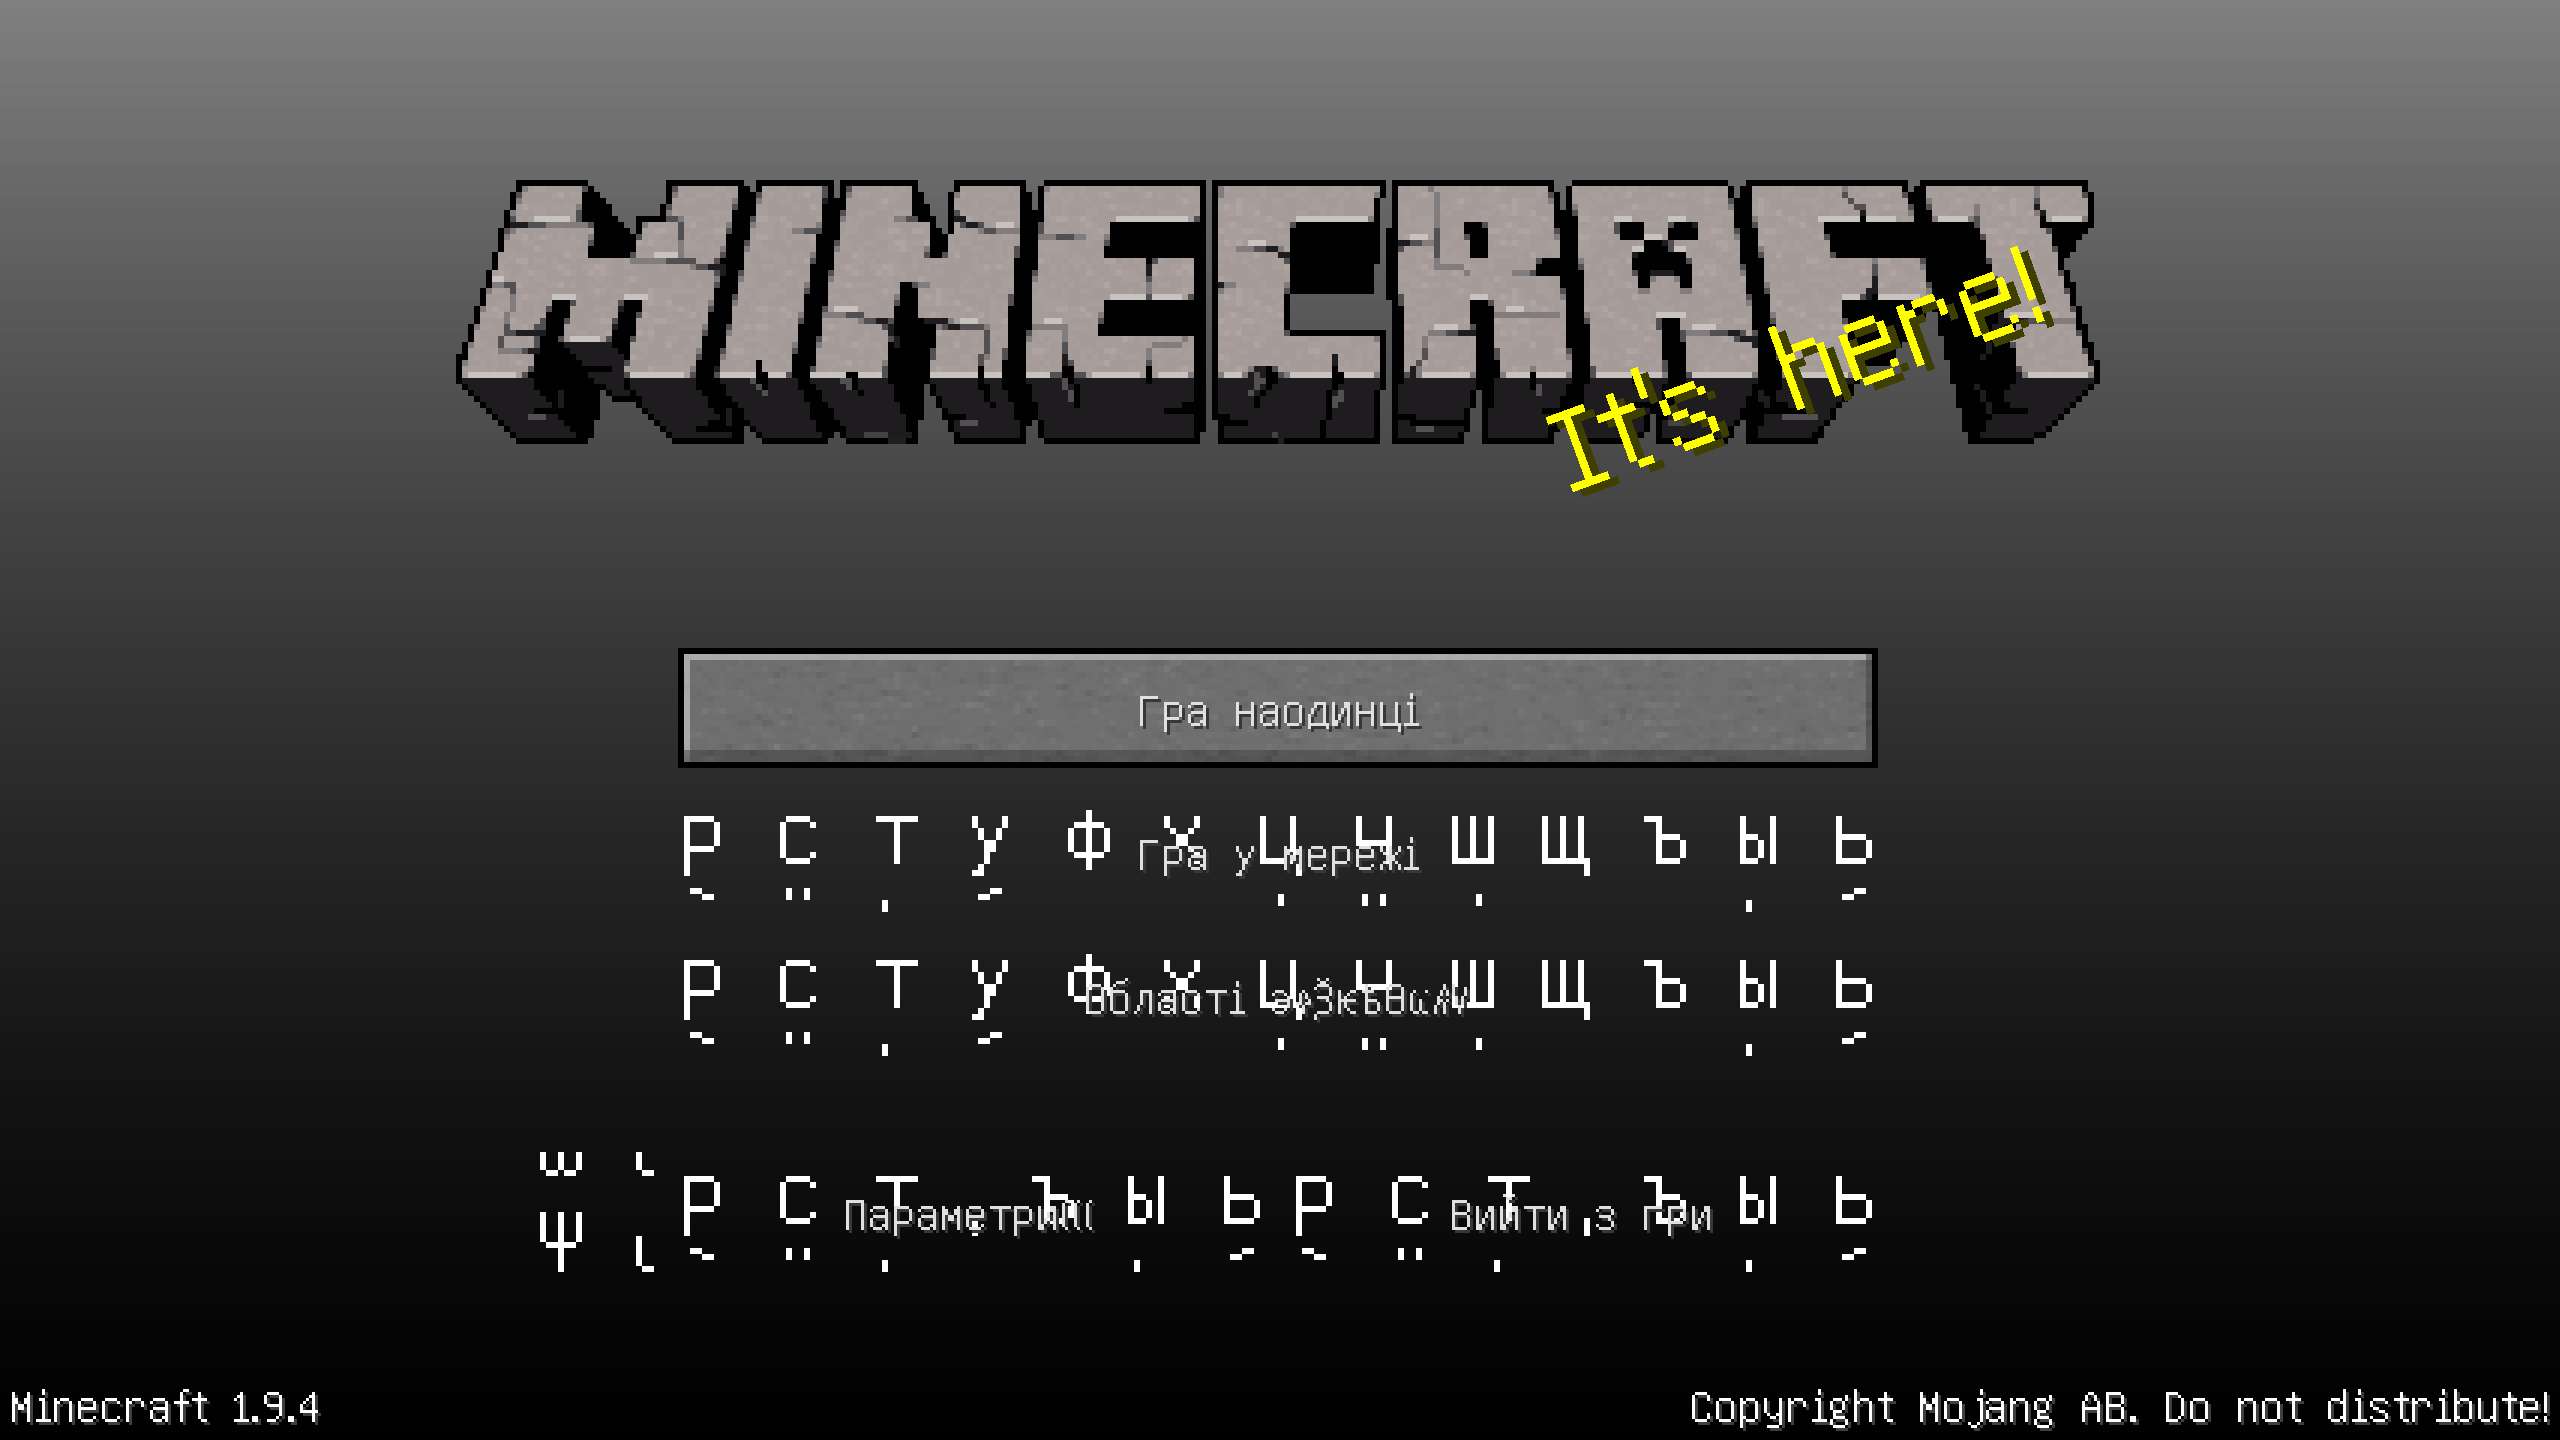 MINECRAFT
It's here!
Гра наодинці
Р С Т У Ф Х Ц Ч Ш Щ Ъ Ы Ь
Гра у мережі
Р С Т У Ф Х Ц Ч Ш Щ Ъ Ы Ь
Р С Т Ъ Ы Ь Р С Т Ъ Ы Ь
Параметри Вийти з гри
Minecraft 1.9.4
Copyright Mojang AB. Do not distribute!